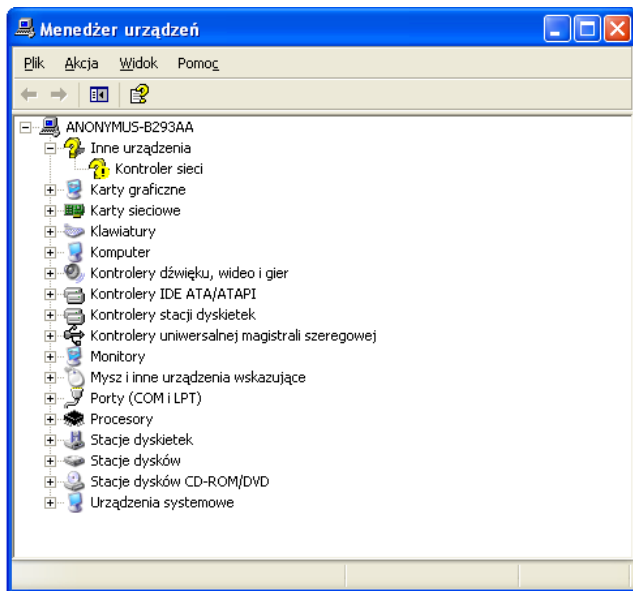 Menedżer urządzeń
Plik Akcja Widok Pomoc
ANONYMUS-B293AA
Inne urządzenia
Kontroler sieci
Karty graficzne
Karty sieciowe
Klawiatury
Komputer
Kontrolery dźwięku, wideo i gier
Kontrolery IDE ATA/ATAPI
Kontrolery stacji dyskietek
Kontrolery uniwersalnej magistrali szeregowej
Monitory
Mysz i inne urządzenia wskazujące
Porty (COM i LPT)
Procesory
Stacje dyskietek
Stacje dysków
Stacje dysków CD-ROM/DVD
Urządzenia systemowe